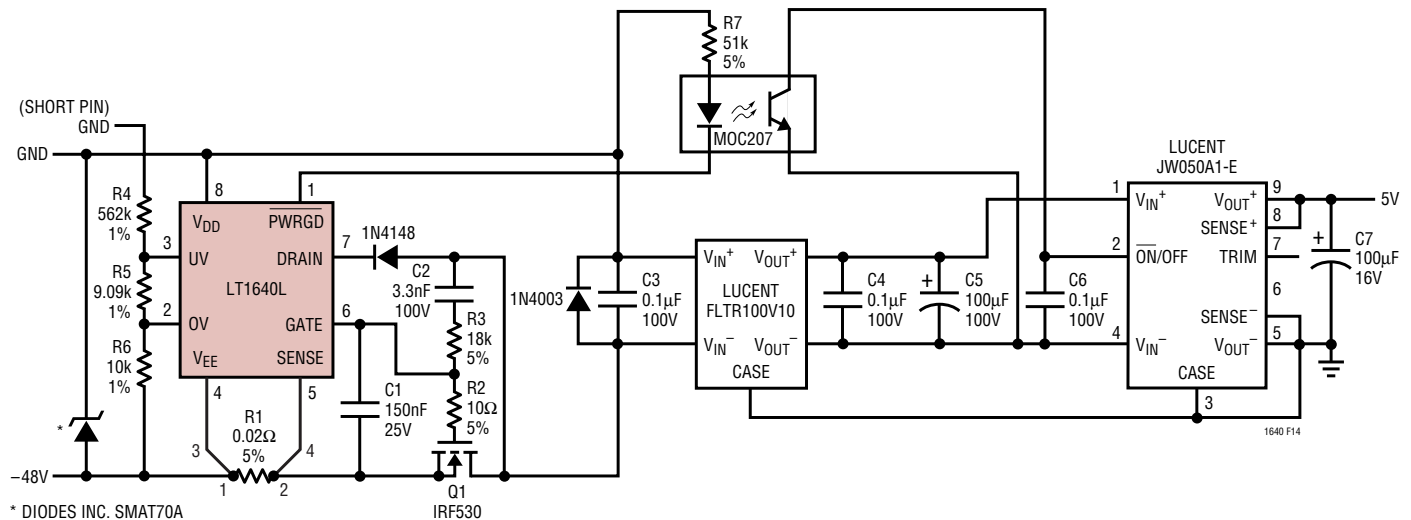 (SHORT PIN)
GND
GND
R4
562k
1%
R5
9.09k
1%
R6
10k
1%
*
–48V
* DIODES INC. SMAT70A
8
1
VDD
PWRGD
3
UV
DRAIN
7
LT1640L
2
OV
GATE
6
VEE
SENSE
4
5
R1
0.02Ω
5%
3
4
1
2
1N4148
C2
3.3nF
100V
R3
18k
5%
R2
10Ω
5%
C1
150nF
25V
Q1
IRF530
R7
51k
5%
MOC207
1N4003
C3
0.1µF
100V
VIN+
VOUT+
LUCENT
FLTR100V10
VIN–
VOUT–
CASE
C4
0.1µF
100V
+
C5
100µF
100V
C6
0.1µF
100V
LUCENT
JW050A1-E
1
VIN+
VOUT+
9
SENSE+
8
2
ON/OFF
TRIM
7
6
SENSE–
4
VIN–
VOUT–
5
CASE
3
5V
+
C7
100µF
16V
1640 F14